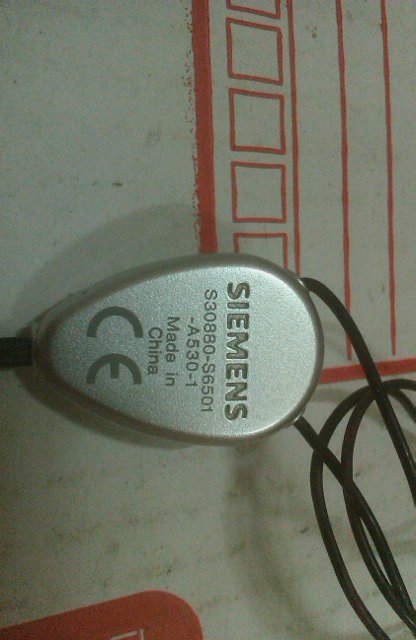 SIEMENS
S30880-S6501
-A530-1
Made in
China
CE